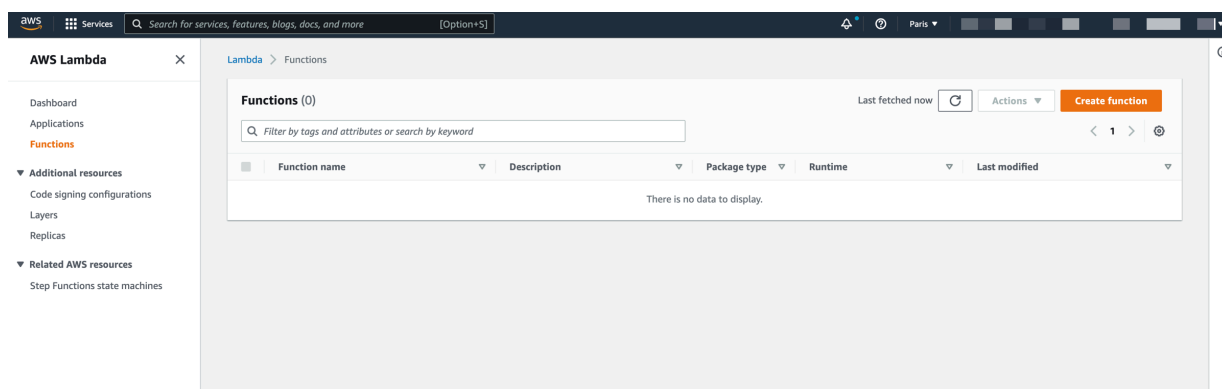 aws Services Search for services, features, blogs, docs, and more [Option+S] Paris
AWS Lambda
Lambda > Functions
Dashboard
Applications
Functions
Additional resources
Code signing configurations
Layers
Replicas
Related AWS resources
Step Functions state machines
Functions (0) Last fetched now Actions Create function
Filter by tags and attributes or search by keyword < 1 >
Function name Description Package type Runtime Last modified
There is no data to display.